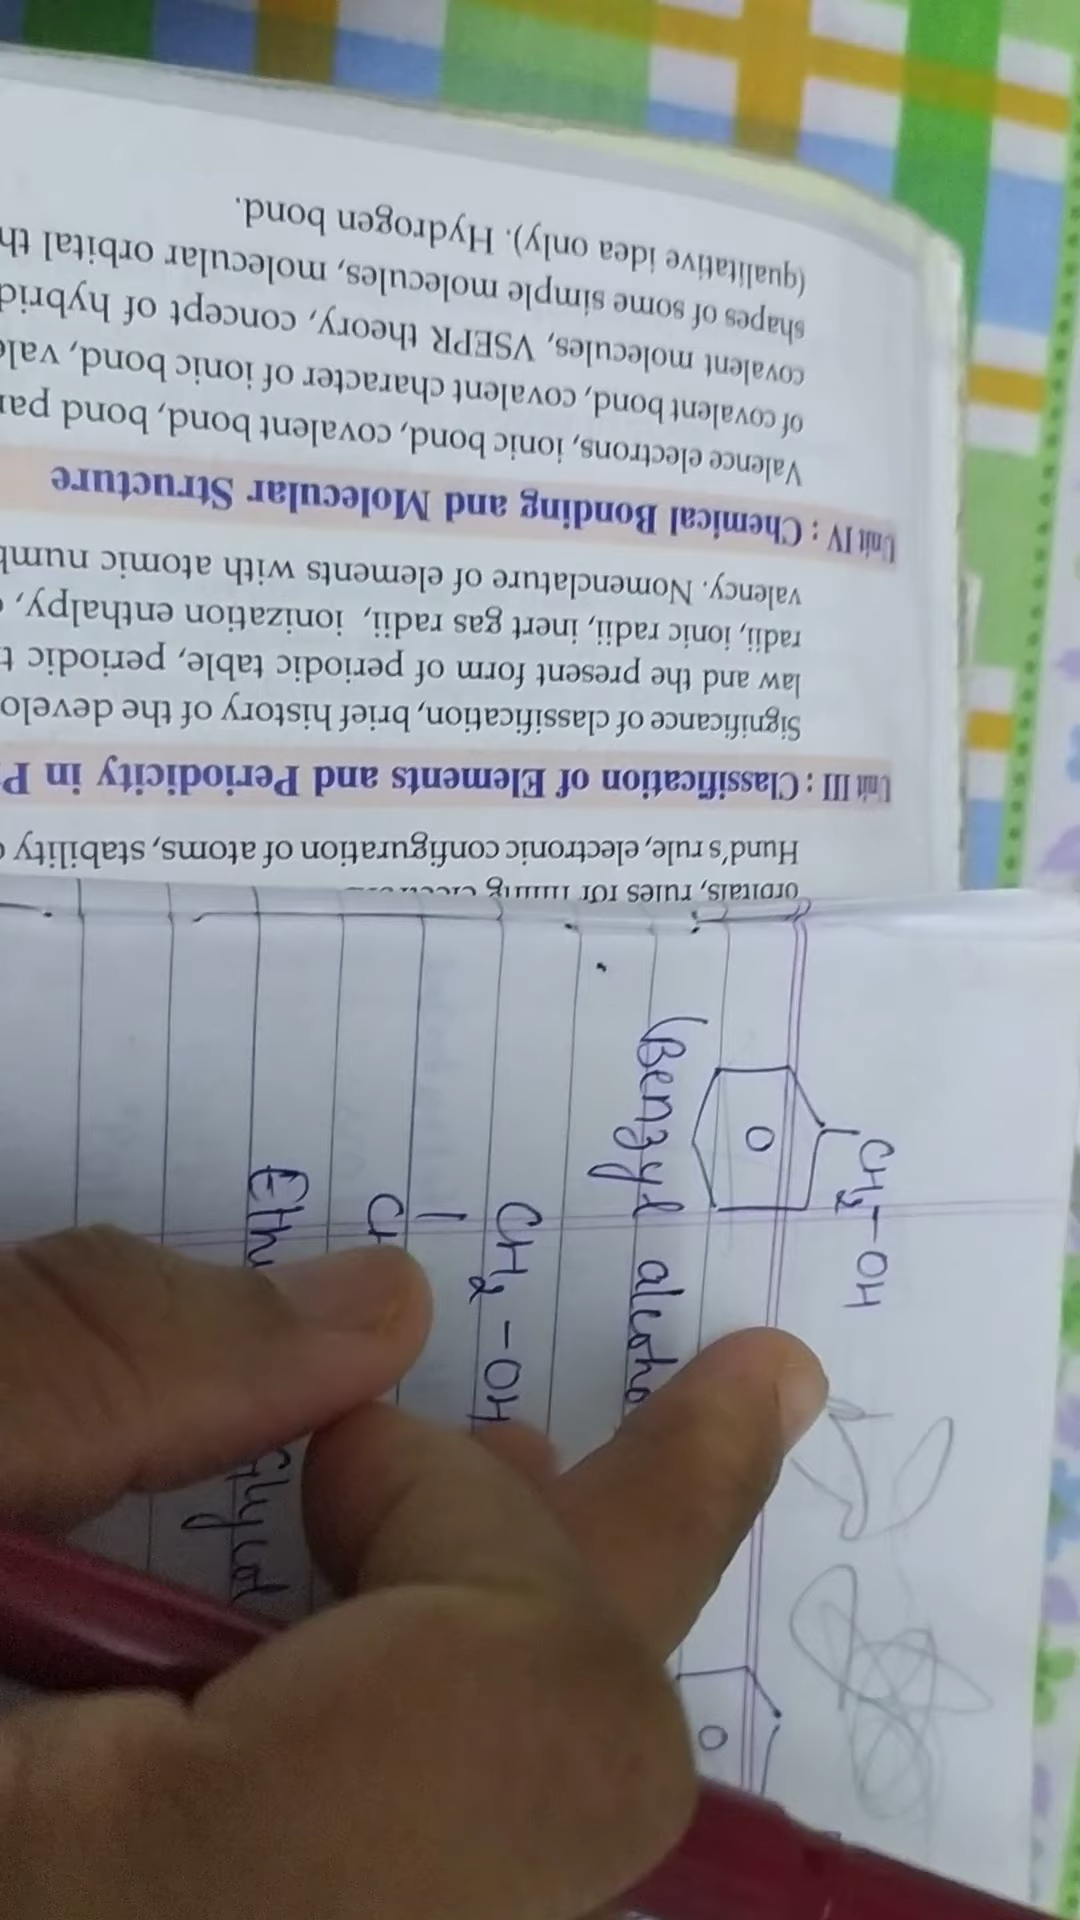 orbitals, rules for filling
Hund's rule, electronic configuration of atoms, stability
Unit III : Classification of Elements and Periodicity in P
Significance of classification, brief history of the develo
law and the present form of periodic table, periodic t
radii, ionic radii, inert gas radii, ionization enthalpy,
valency. Nomenclature of elements with atomic numb
Unit IV : Chemical Bonding and Molecular Structure
Valence electrons, ionic bond, covalent bond, bond par
of covalent bond, covalent character of ionic bond, vale
covalent molecules, VSEPR theory, concept of hybrid
shapes of some simple molecules, molecular orbital th
(qualitative idea only). Hydrogen bond.
CH2-OH
O
(Benzyl alcoho
CH2-OH
CH
Eth Glycol
O